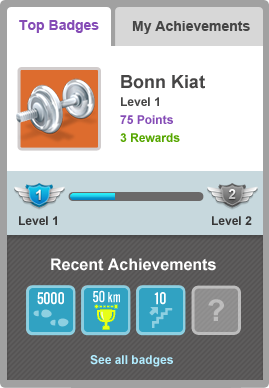 Top Badges
My Achievements
Bonn Kiat
Level 1
75 Points
3 Rewards
1
2
Level 1
Level 2
Recent Achievements
5000
50 km
10
?
See all badges